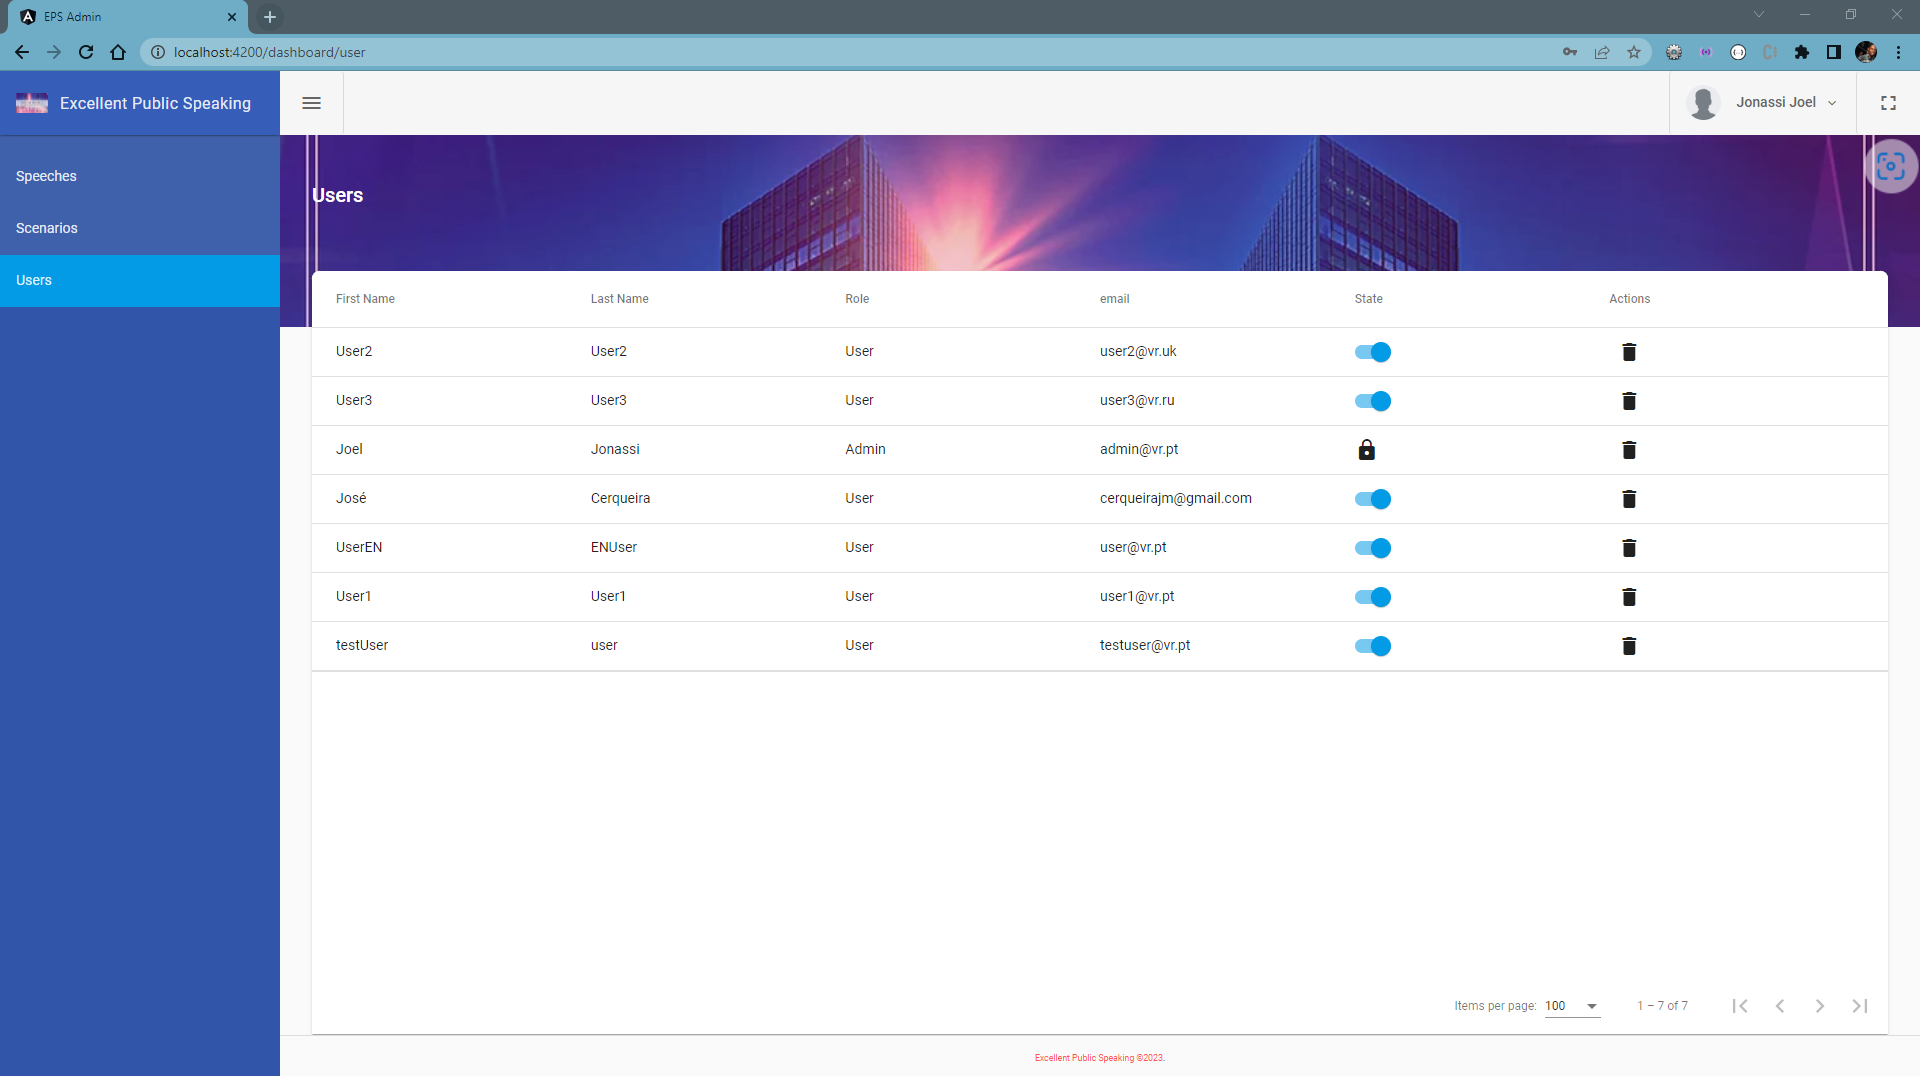 EPS Admin
localhost:4200/dashboard/user
Excellent Public Speaking
Jonassi Joel
Speeches
Scenarios
Users
Users
First Name Last Name Role email State Actions
User2 User2 User user2@vr.uk
User3 User3 User user3@vr.ru
Joel Jonassi Admin admin@vr.pt
José Cerqueira User cerqueirajm@gmail.com
UserEN ENUser User user@vr.pt
User1 User1 User user1@vr.pt
testUser user User testuser@vr.pt
Items per page: 100 1 – 7 of 7
Excellent Public Speaking ©2023.